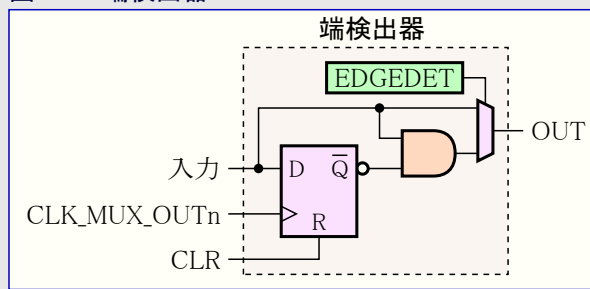 端検出器
EDGEDET
OUT
入力
D
Q
CLK_MUX_OUTn
R
CLR